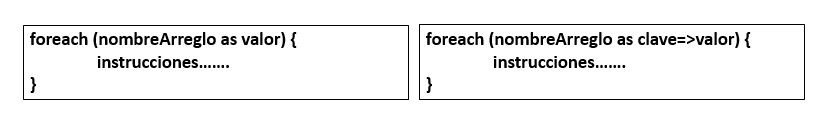 foreach (nombreArreglo as valor) {
instrucciones.......
}
foreach (nombreArreglo as clave=>valor) {
instrucciones.......
}